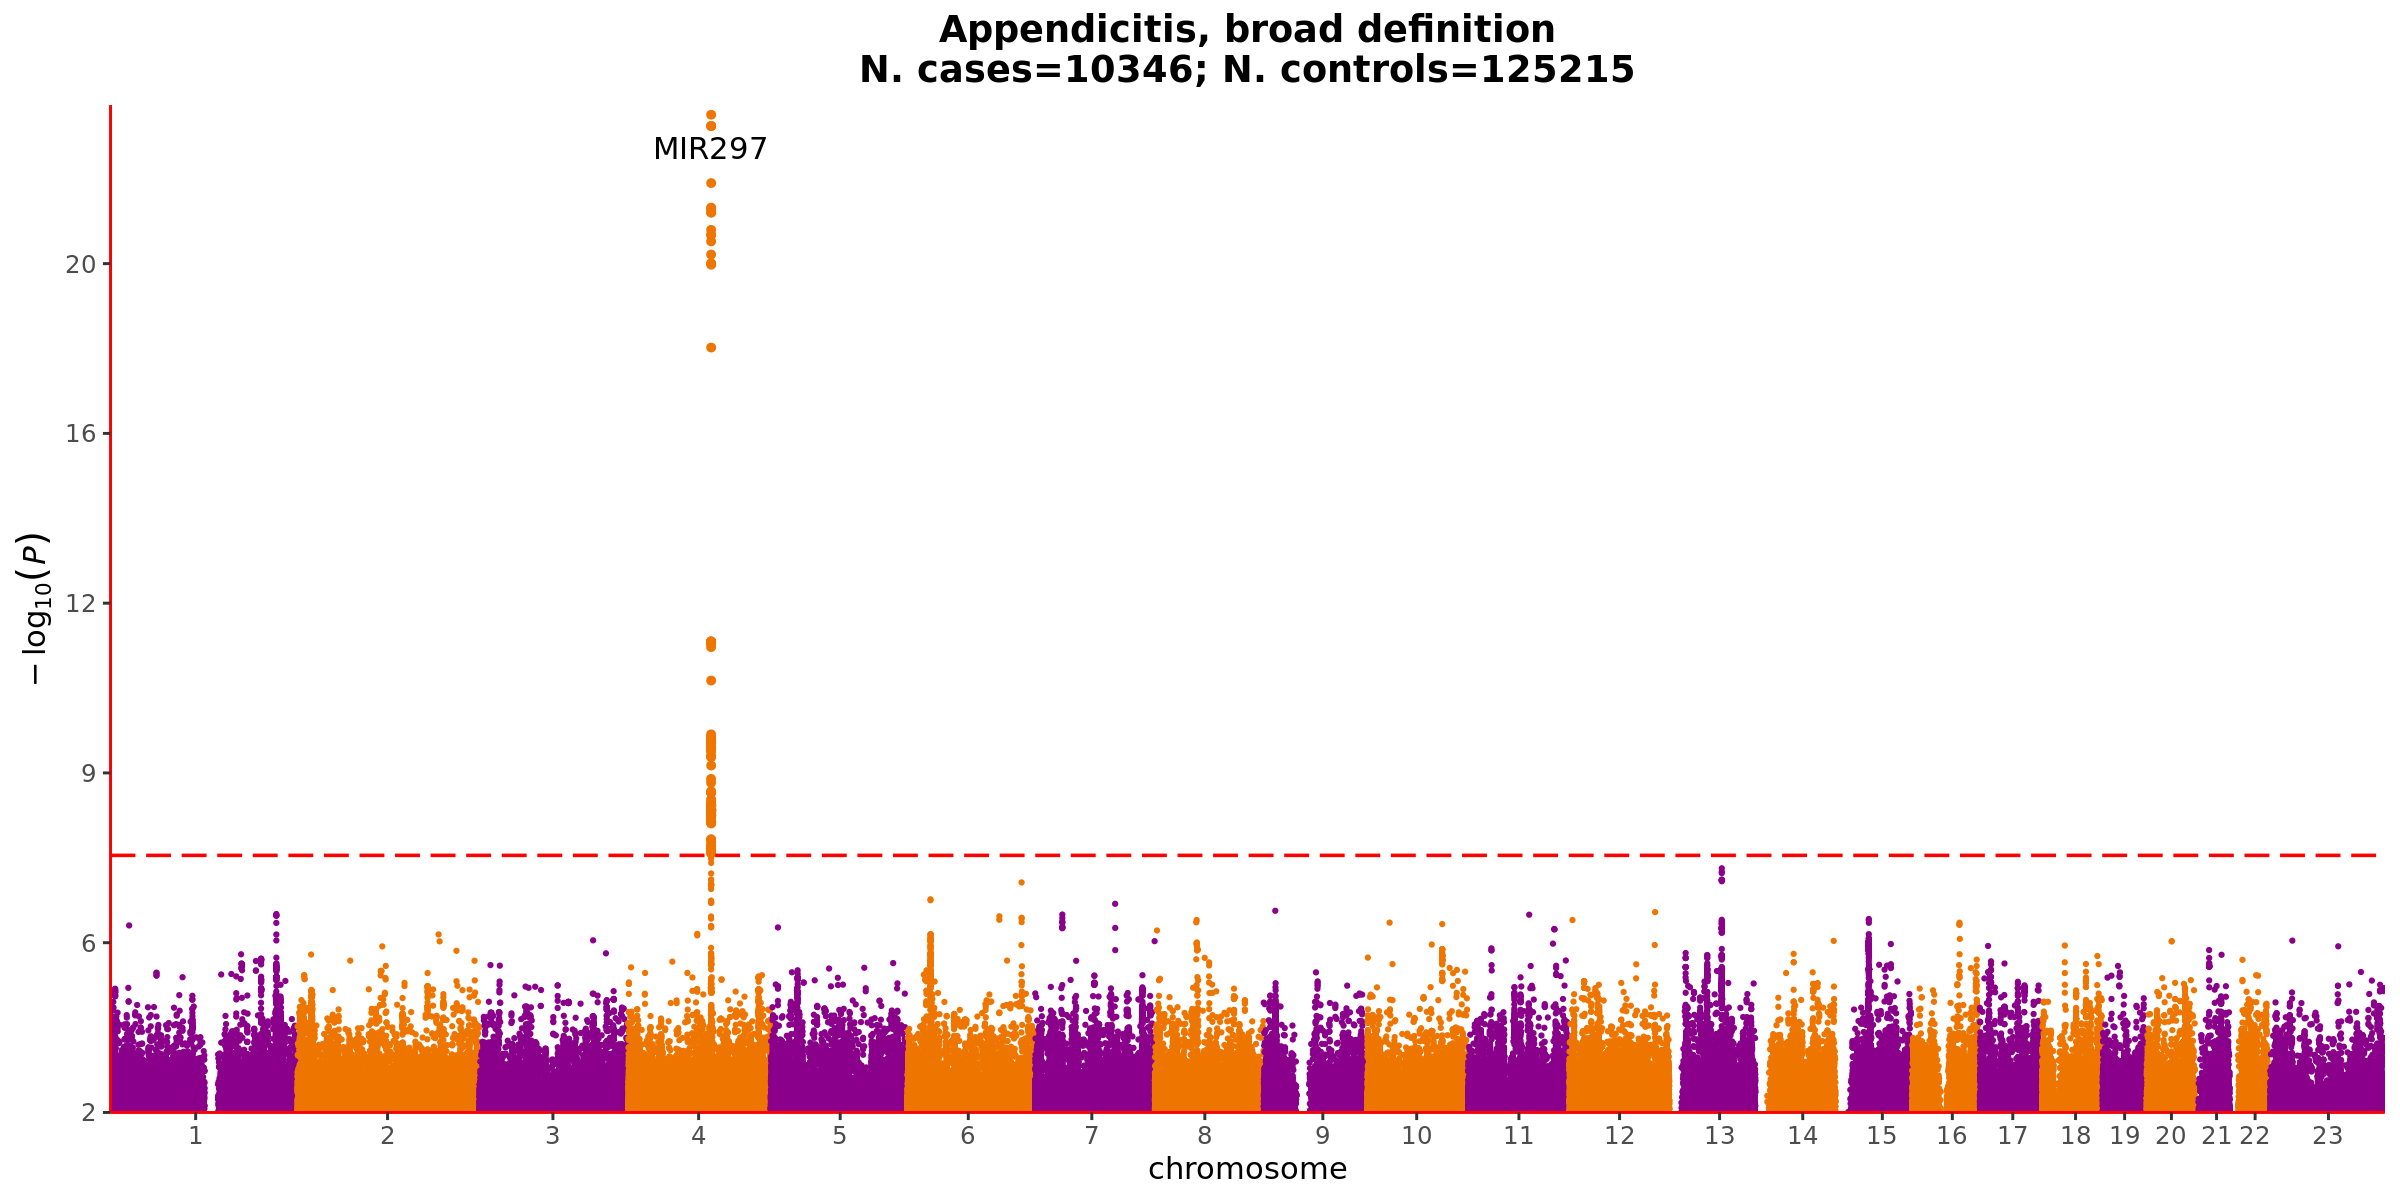 Appendicitis, broad definition
N. cases=10346; N. controls=125215
MIR297
20
16
12
9
6
2
− log₁₀(P)
1 2 3 4 5 6 7 8 9 10 11 12 13 14 15 16 17 18 19 20 21 22 23
chromosome